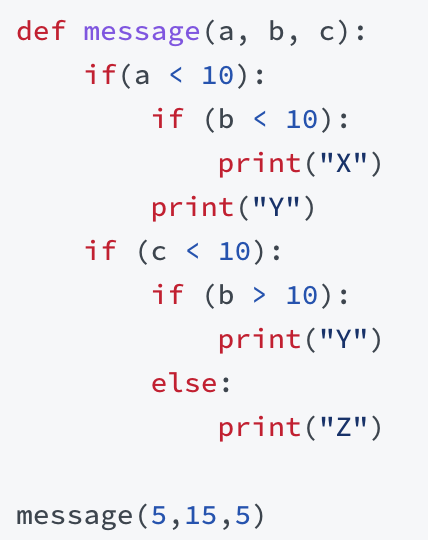 def message(a, b, c):
    if(a < 10):
        if (b < 10):
            print("X")
        print("Y")
    if (c < 10):
        if (b > 10):
            print("Y")
        else:
            print("Z")

message(5,15,5)